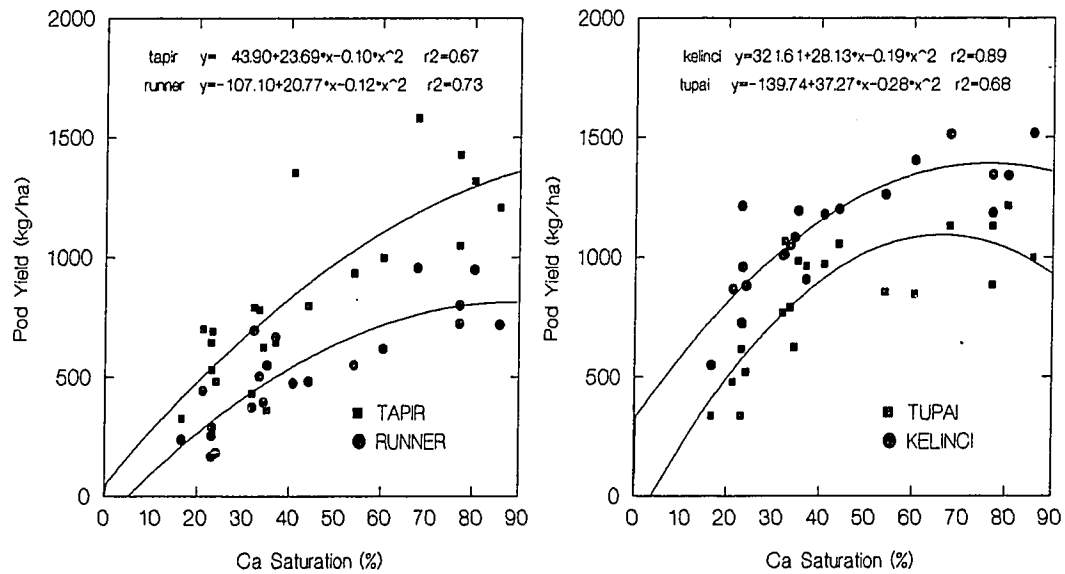 2000
1500
1000
500
0
Pod Yield (kg/ha)
tapir y= 43.90+23.69*x-0.10*x^2 r2=0.67
runner y=-107.10+20.77*x-0.12*x^2 r2=0.73
TAPIR
RUNNER
0 10 20 30 40 50 60 70 80 90
Ca Saturation (%)
2000
1500
1000
500
0
Pod Yield (kg/ha)
kelinci y=321.61+28.13*x-0.19*x^2 r2=0.89
tupai y=-139.74+37.27*x-0.28*x^2 r2=0.68
TUPAI
KELINCI
0 10 20 30 40 50 60 70 80 90
Ca Saturation (%)